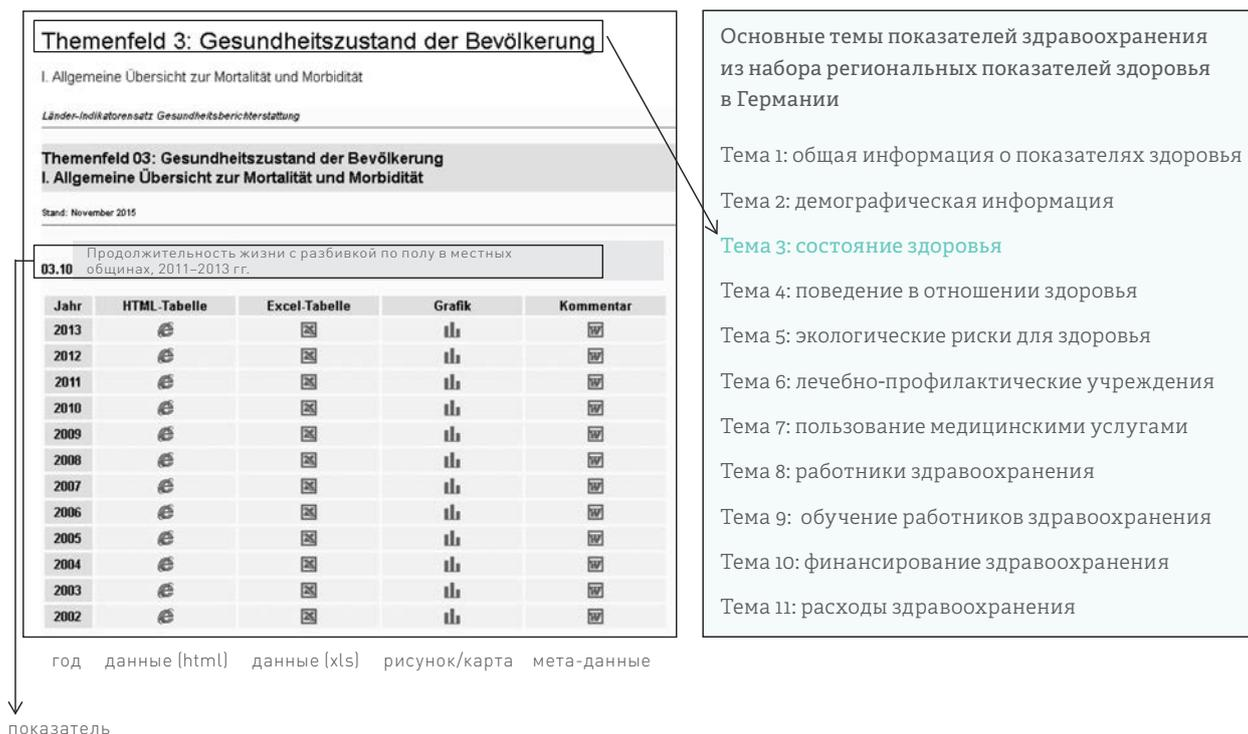 Themenfeld 3: Gesundheitszustand der Bevölkerung
I. Allgemeine Übersicht zur Mortalität und Morbidität
Länder-Indikatorensatz Gesundheitsberichterstattung
Themenfeld 03: Gesundheitszustand der Bevölkerung
I. Allgemeine Übersicht zur Mortalität und Morbidität
Stand: November 2015
Продолжительность жизни с разбивкой по полу в местных
03.10 общинах, 2011–2013 гг.
Jahr HTML-Tabelle Excel-Tabelle Grafik Kommentar
2013
2012
2011
2010
2009
2008
2007
2006
2005
2004
2003
2002
год данные (html) данные (xls) рисунок/карта мета-данные
показатель
Основные темы показателей здравоохранения
из набора региональных показателей здоровья
в Германии
Тема 1: общая информация о показателях здоровья
Тема 2: демографическая информация
Тема 3: состояние здоровья
Тема 4: поведение в отношении здоровья
Тема 5: экологические риски для здоровья
Тема 6: лечебно-профилактические учреждения
Тема 7: пользование медицинскими услугами
Тема 8: работники здравоохранения
Тема 9: обучение работников здравоохранения
Тема 10: финансирование здравоохранения
Тема 11: расходы здравоохранения